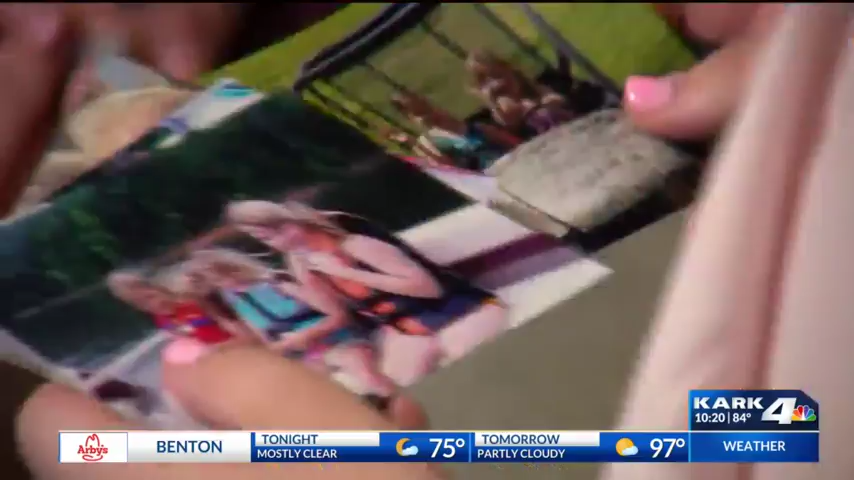 KARK 4
10:20 84°
Arby's
BENTON
TONIGHT
MOSTLY CLEAR
75°
TOMORROW
PARTLY CLOUDY
97°
WEATHER